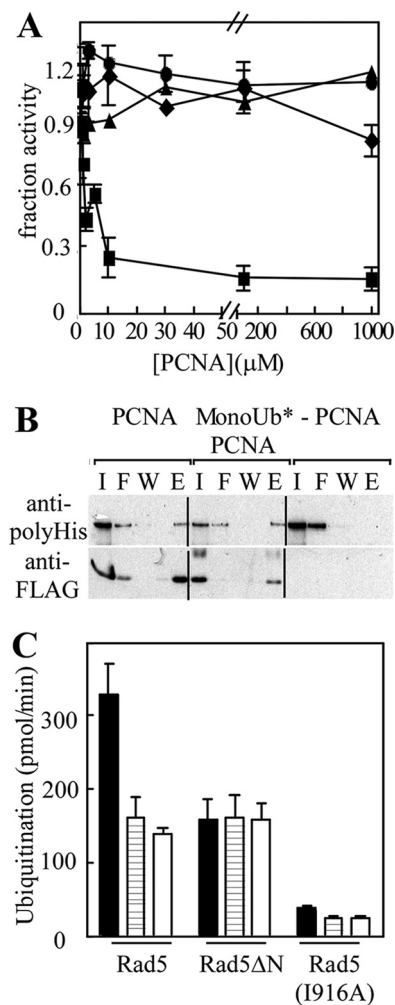 A
fraction activity
1.2
0.9
0.6
0.3
0
0 10 20 30 40 50 200 600 1000
[PCNA](μM)
B
PCNA MonoUb* - PCNA
PCNA
I F W E I F W E I F W E
anti-
polyHis
anti-
FLAG
C
Ubiquitination (pmol/min)
300
200
100
0
Rad5 Rad5ΔN Rad5
(I916A)